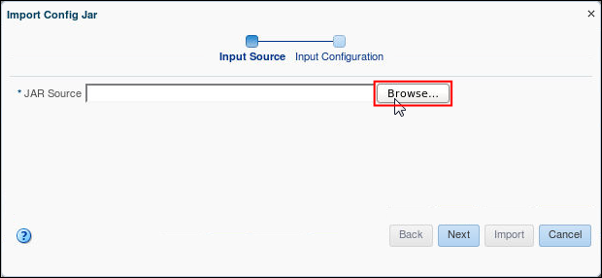 Import Config Jar
×
Input Source Input Configuration
* JAR Source Browse...
? Back Next Import Cancel